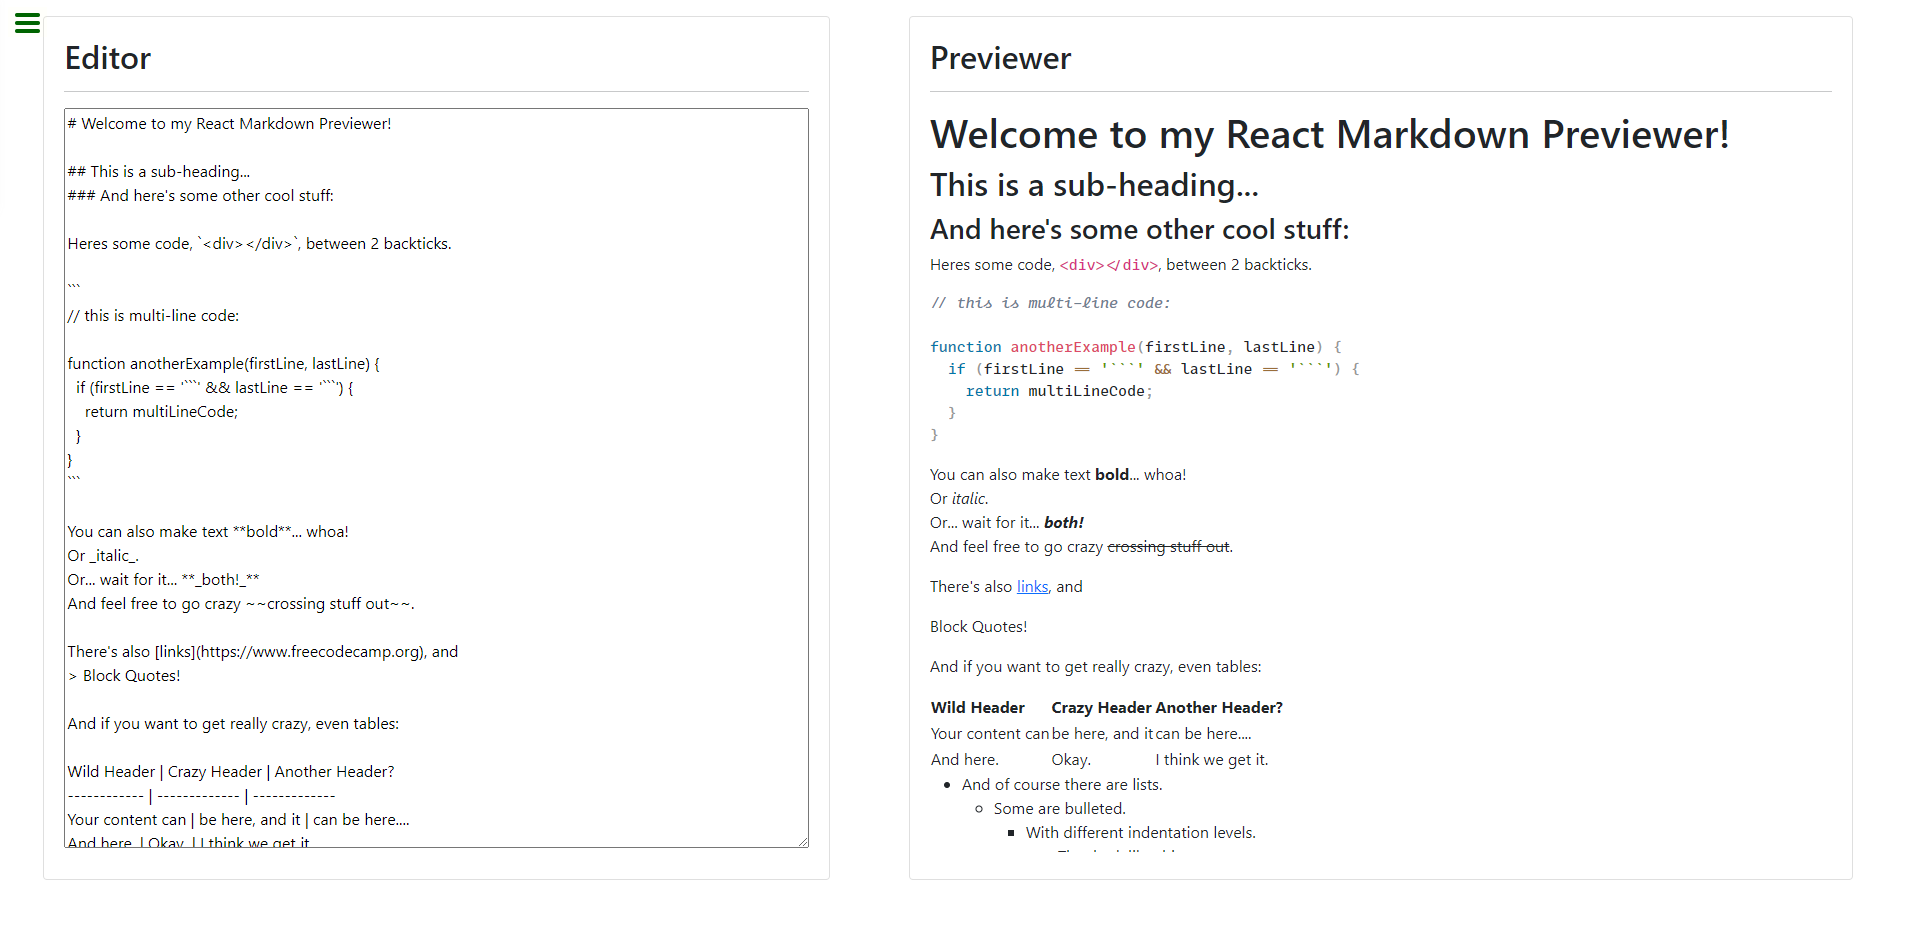 Editor
# Welcome to my React Markdown Previewer!
## This is a sub-heading...
### And here's some other cool stuff:
Heres some code, `<div></div>`, between 2 backticks.
```
// this is multi-line code:
function anotherExample(firstLine, lastLine) {
  if (firstLine == '```' && lastLine == '```') {
    return multiLineCode;
  }
}
```
You can also make text **bold**... whoa!
Or _italic_.
Or... wait for it... **_both!_**
And feel free to go crazy ~~crossing stuff out~~.
There's also [links](https://www.freecodecamp.org), and
> Block Quotes!
And if you want to get really crazy, even tables:
Wild Header | Crazy Header | Another Header?
------------ | ------------- | -------------
Your content can | be here, and it | can be here....
And here. | Okay. | I think we get it.
Previewer
Welcome to my React Markdown Previewer!
This is a sub-heading...
And here's some other cool stuff:
Heres some code, <div></div>, between 2 backticks.
// this is multi-line code:
function anotherExample(firstLine, lastLine) {
  if (firstLine == '```' && lastLine == '```') {
    return multiLineCode;
  }
}
You can also make text bold... whoa!
Or italic.
Or... wait for it... both!
And feel free to go crazy crossing stuff out.
There's also links, and
Block Quotes!
And if you want to get really crazy, even tables:
Wild Header Crazy Header Another Header?
Your content can be here, and it can be here....
And here. Okay. I think we get it.
And of course there are lists.
Some are bulleted.
With different indentation levels.